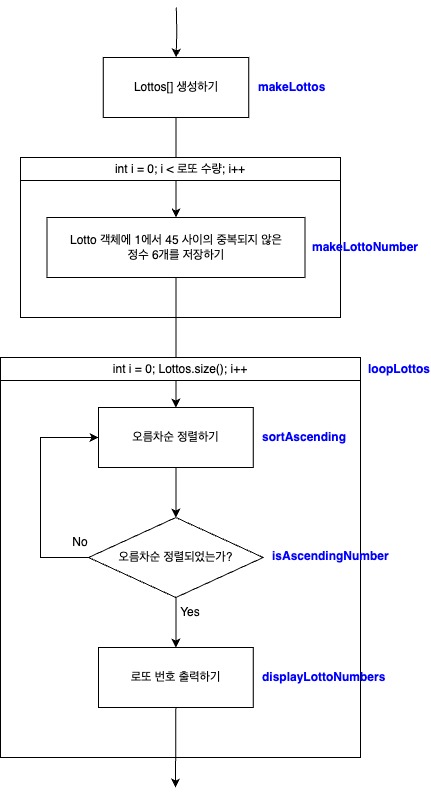 Lottos[] 생성하기
makeLottos
int i = 0; i < 로또 수량; i++
Lotto 객체에 1에서 45 사이의 중복되지 않은
정수 6개를 저장하기
makeLottoNumber
int i = 0; Lottos.size(); i++
loopLottos
오름차순 정렬하기
sortAscending
No
오름차순 정렬되었는가?
isAscendingNumber
Yes
로또 번호 출력하기
displayLottoNumbers